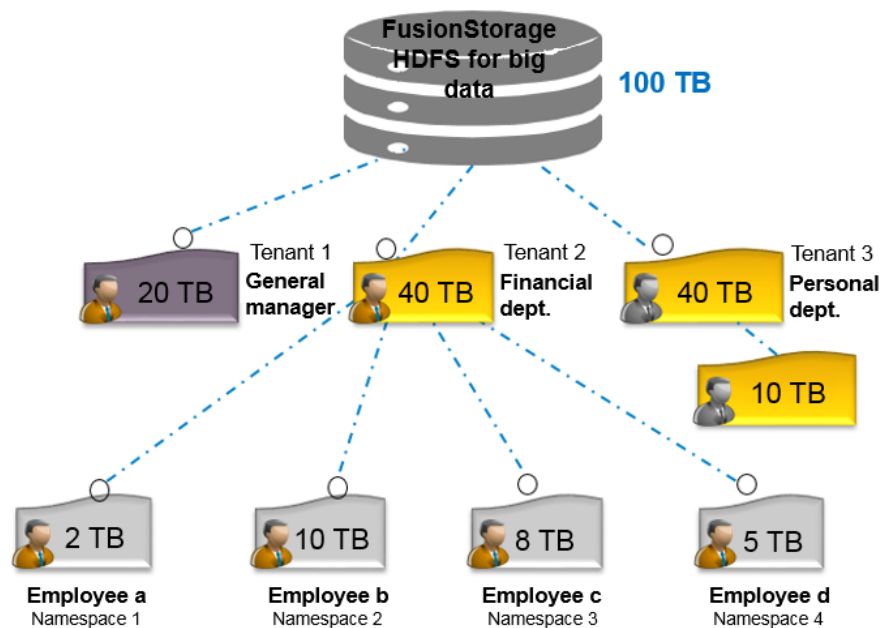 FusionStorage
HDFS for big
data
100 TB
Tenant 1
General
manager
20 TB
Tenant 2
Financial
dept.
40 TB
Tenant 3
Personal
dept.
40 TB
10 TB
2 TB
10 TB
8 TB
5 TB
Employee a
Namespace 1
Employee b
Namespace 2
Employee c
Namespace 3
Employee d
Namespace 4